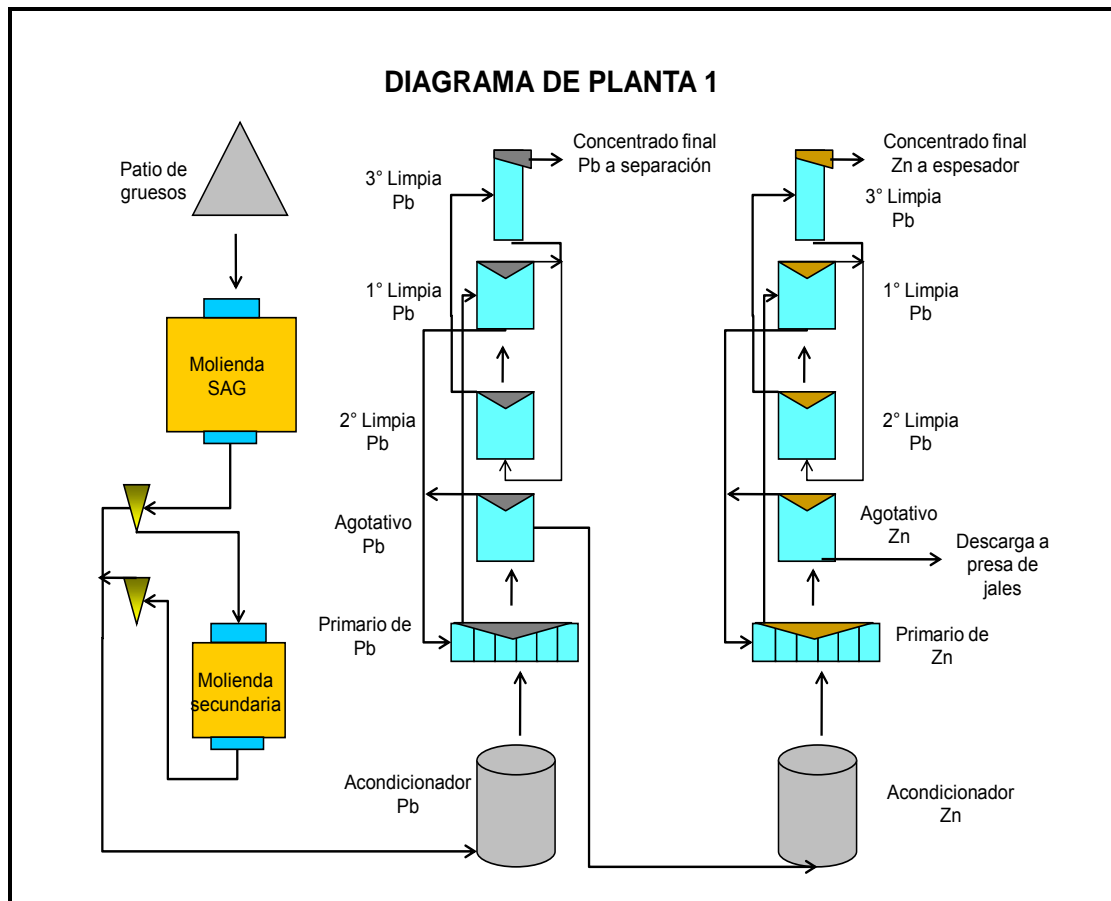 DIAGRAMA DE PLANTA 1
Patio de
gruesos
Molienda
SAG
Molienda
secundaria
Concentrado final
Pb a separación
3° Limpia
Pb
1° Limpia
Pb
2° Limpia
Pb
Agotativo
Pb
Primario de
Pb
Acondicionador
Pb
Concentrado final
Zn a espesador
3° Limpia
Pb
1° Limpia
Pb
2° Limpia
Pb
Agotativo
Zn
Descarga a
presa de
jales
Primario de
Zn
Acondicionador
Zn